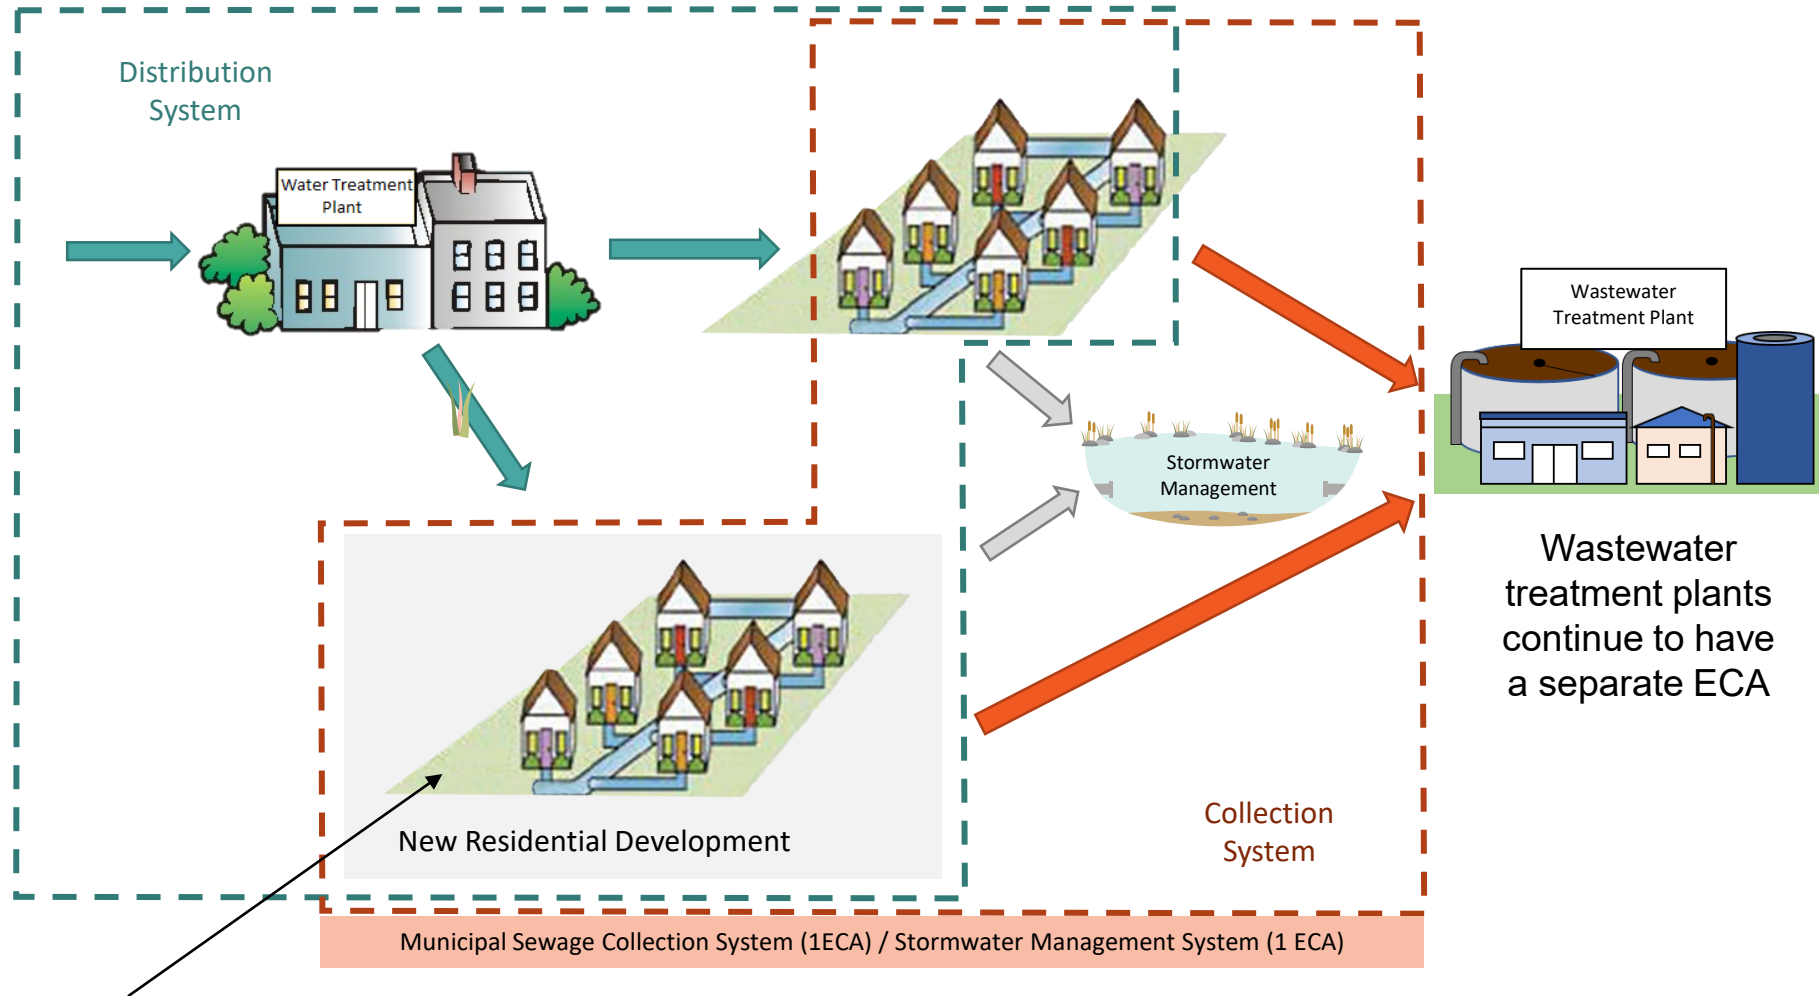 Distribution
System
Water Treatment
Plant
Wastewater
Treatment Plant
Stormwater
Management
Wastewater
treatment plants
continue to have
a separate ECA
New Residential Development
Collection
System
Municipal Sewage Collection System (1ECA) / Stormwater Management System (1 ECA)